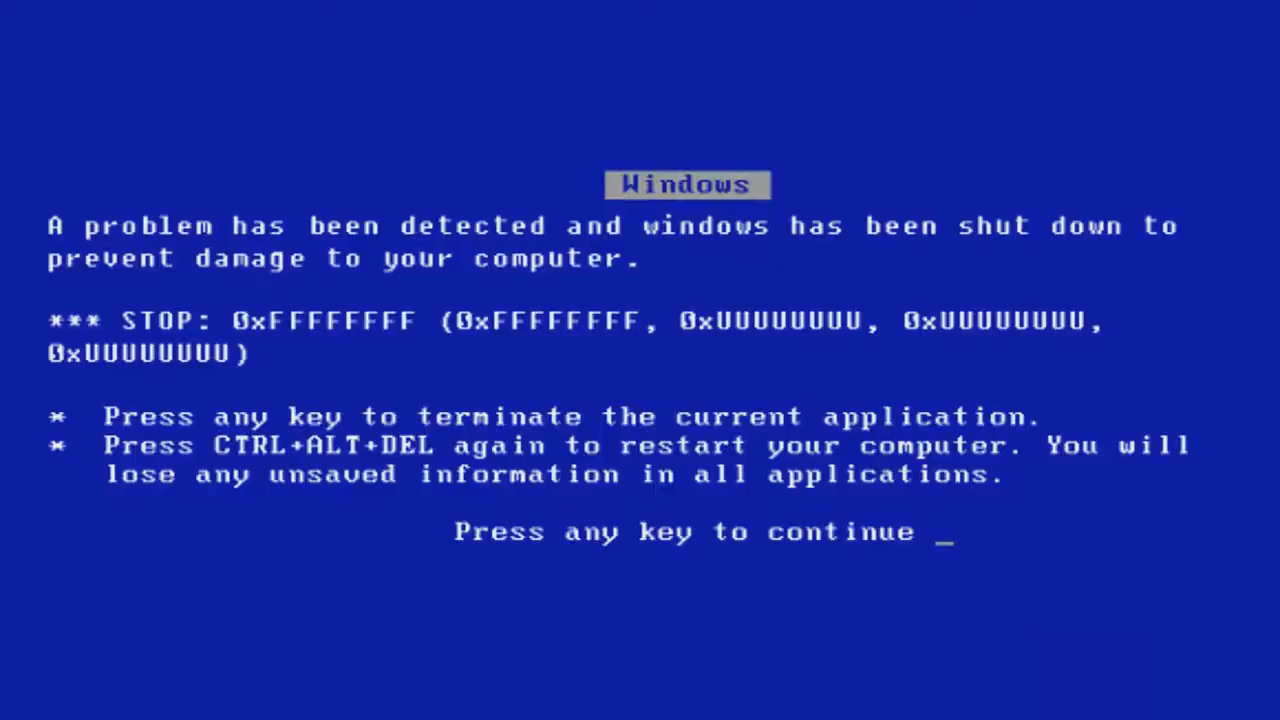 Windows
A problem has been detected and windows has been shut down to
prevent damage to your computer.
*** STOP: 0xFFFFFFFF (0xFFFFFFFF, 0xUUUUUUUU, 0xUUUUUUUU,
0xUUUUUUUU)
* Press any key to terminate the current application.
* Press CTRL+ALT+DEL again to restart your computer. You will
lose any unsaved information in all applications.
Press any key to continue _